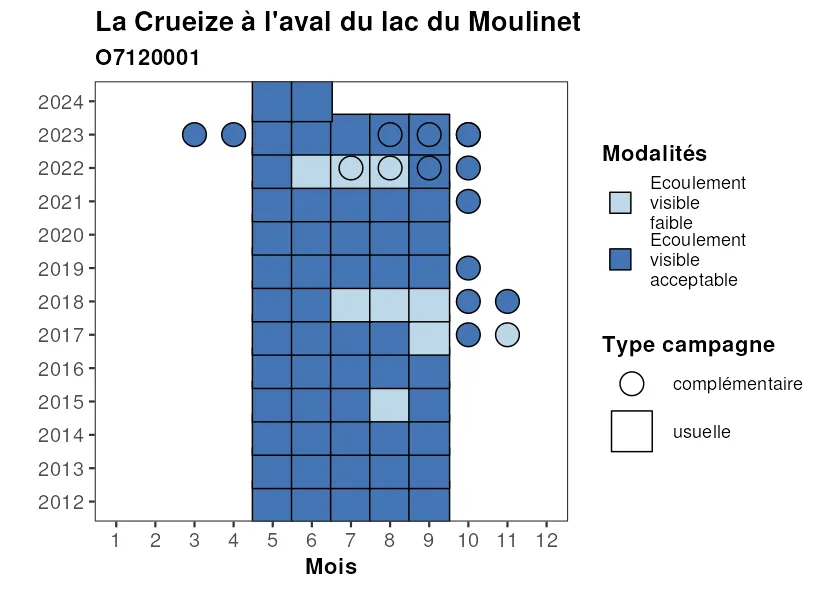 La Crueize à l'aval du lac du Moulinet
O7120001
2024
2023
2022
2021
2020
2019
2018
2017
2016
2015
2014
2013
2012
1 2 3 4 5 6 7 8 9 10 11 12
Mois
Modalités
Ecoulement
visible
faible
Ecoulement
visible
acceptable
Type campagne
complémentaire
usuelle